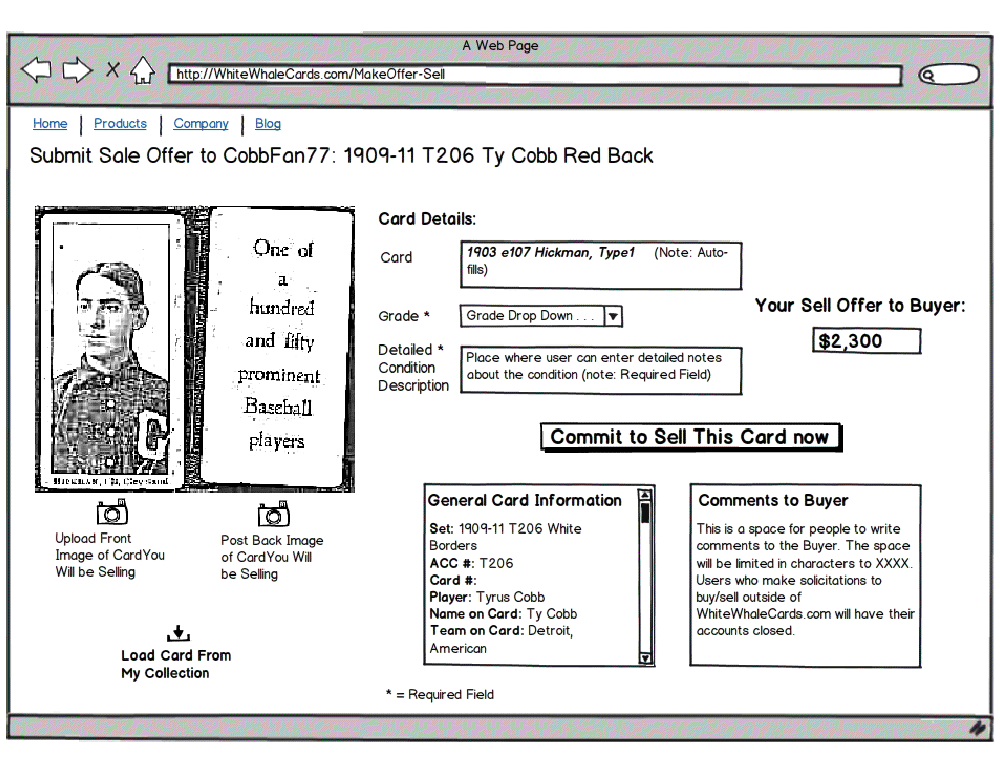 A Web Page
http://WhiteWhaleCards.com/MakeOffer-Sell
Home | Products | Company | Blog
Submit Sale Offer to CobbFan77: 1909-11 T206 Ty Cobb Red Back
One of
a
hundred
and fifty
prominent
Baseball
players
Upload Front
Image of CardYou
Will be Selling
Post Back Image
of CardYou Will
be Selling
Load Card From
My Collection
Card Details:
Card
1903 e107 Hickman, Type1 (Note: Auto-
fills)
Grade *
Grade Drop Down . . .
Detailed *
Condition
Description
Place where user can enter detailed notes
about the condition (note: Required Field)
Your Sell Offer to Buyer:
$2,300
Commit to Sell This Card now
General Card Information
Set: 1909-11 T206 White
Borders
ACC #: T206
Card #:
Player: Tyrus Cobb
Name on Card: Ty Cobb
Team on Card: Detroit,
American
Comments to Buyer
This is a space for people to write
comments to the Buyer. The space
will be limited in characters to XXXX.
Users who make solicitations to
buy/sell outside of
WhiteWhaleCards.com will have their
accounts closed.
* = Required Field